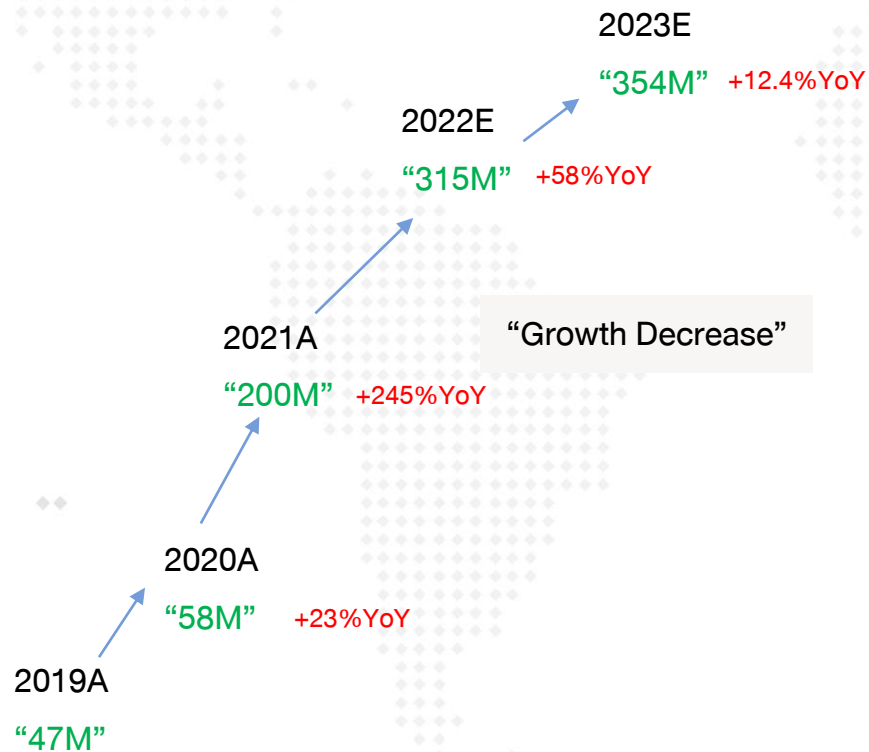 2023E
“354M” +12.4%YoY
2022E
“315M” +58%YoY
2021A
“Growth Decrease”
“200M” +245%YoY
2020A
“58M” +23%YoY
2019A
“47M”